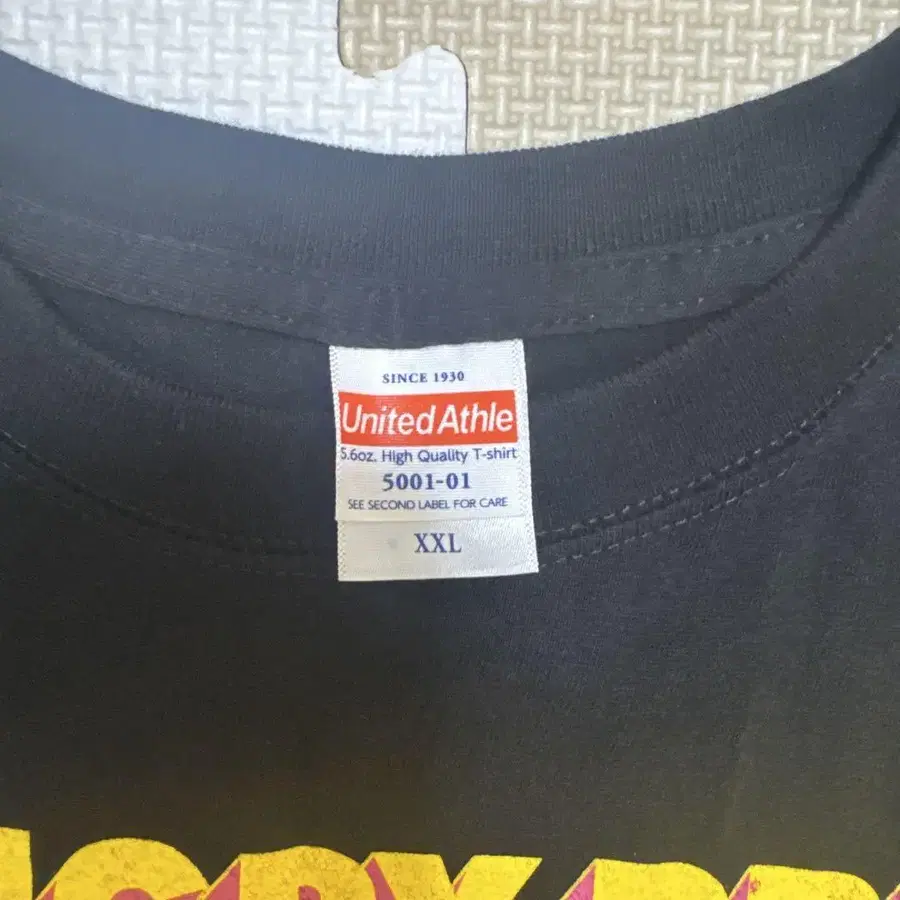 SINCE 1930
United Athle
5.6oz. High Quality T-shirt
5001-01
SEE SECOND LABEL FOR CARE
XXL